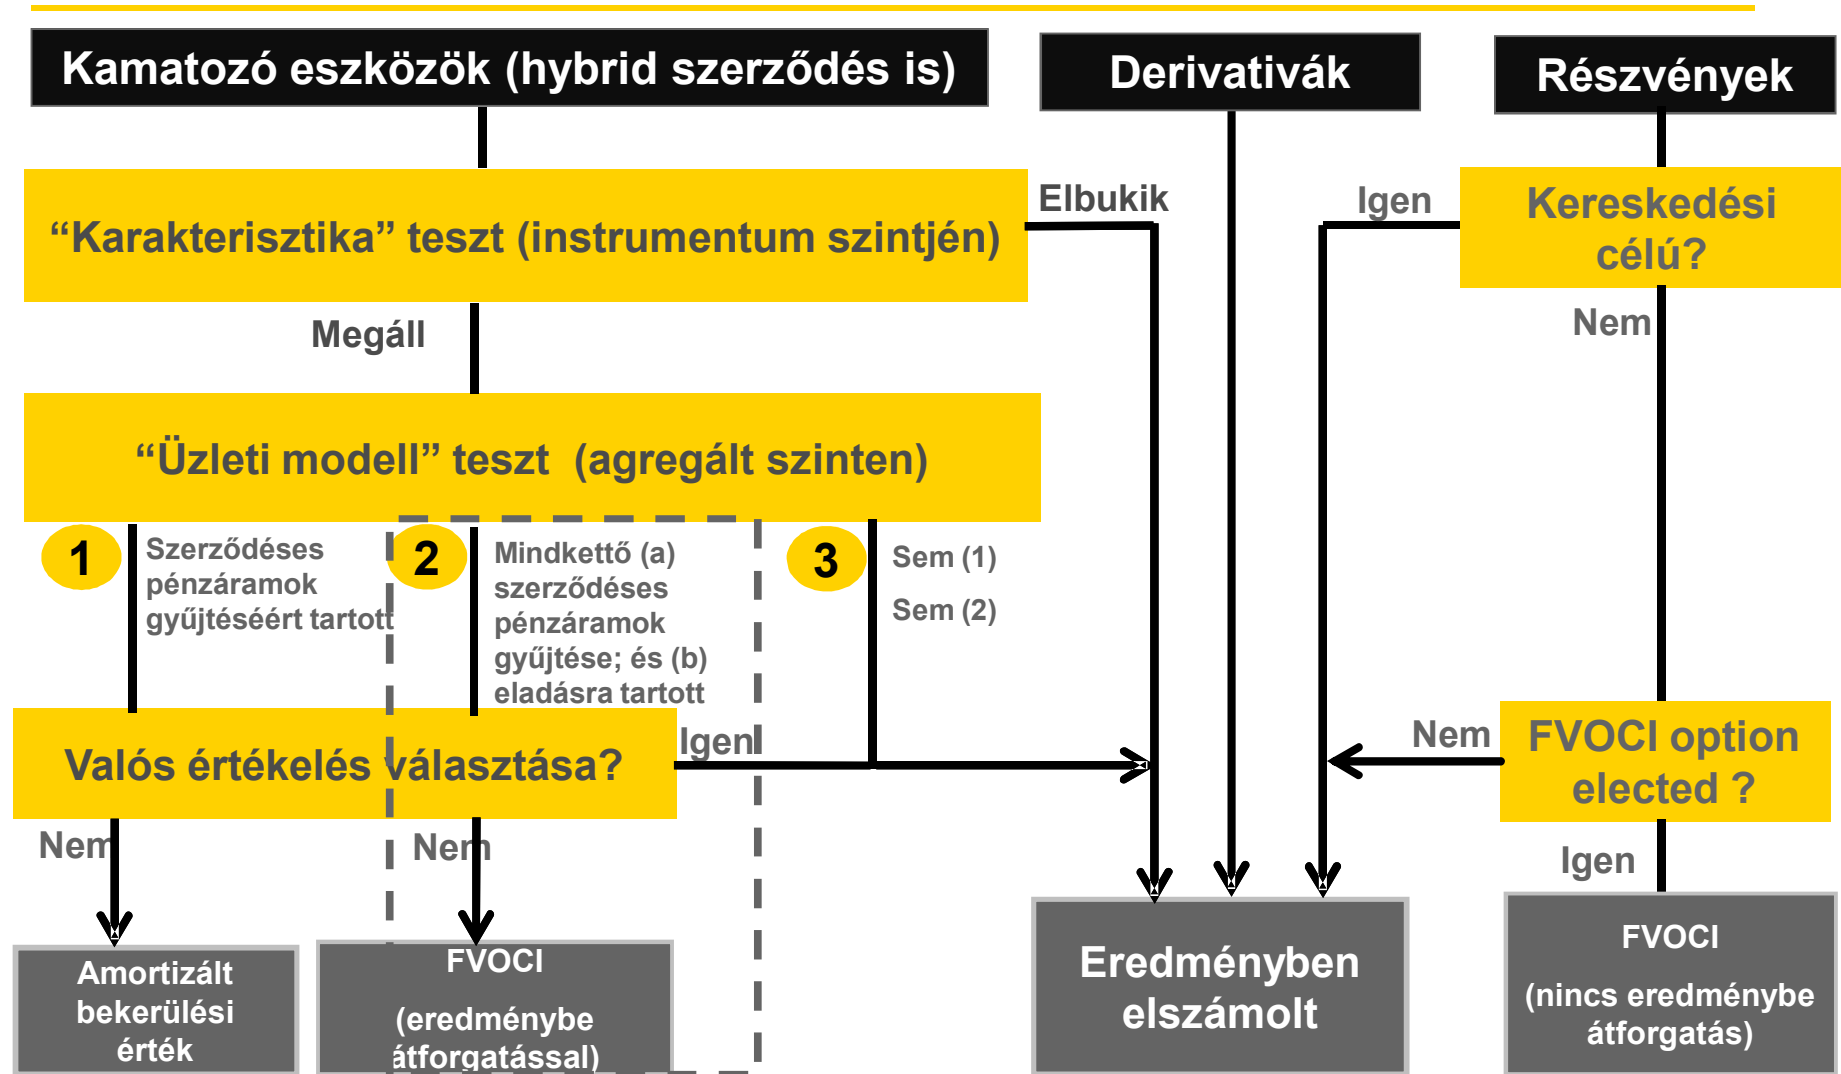 Kamatozó eszközök (hybrid szerződés is)
Derivativák
Részvények
“Karakterisztika” teszt (instrumentum szintjén)
Elbukik
Igen
Kereskedési
célú?
Megáll
Nem
“Üzleti modell” teszt (agregált szinten)
1
Szerződéses
pénzáramok
gyűjtéséért tartott
2
Mindkettő (a)
szerződéses
pénzáramok
gyűjtése; és (b)
eladásra tartott
3
Sem (1)
Sem (2)
Valós értékelés választása?
Igen
Nem
FVOCI option
elected ?
Nem
Nem
Igen
Amortizált
bekerülési
érték
FVOCI
(eredménybe
átforgatással)
Eredményben
elszámolt
FVOCI
(nincs eredménybe
átforgatás)